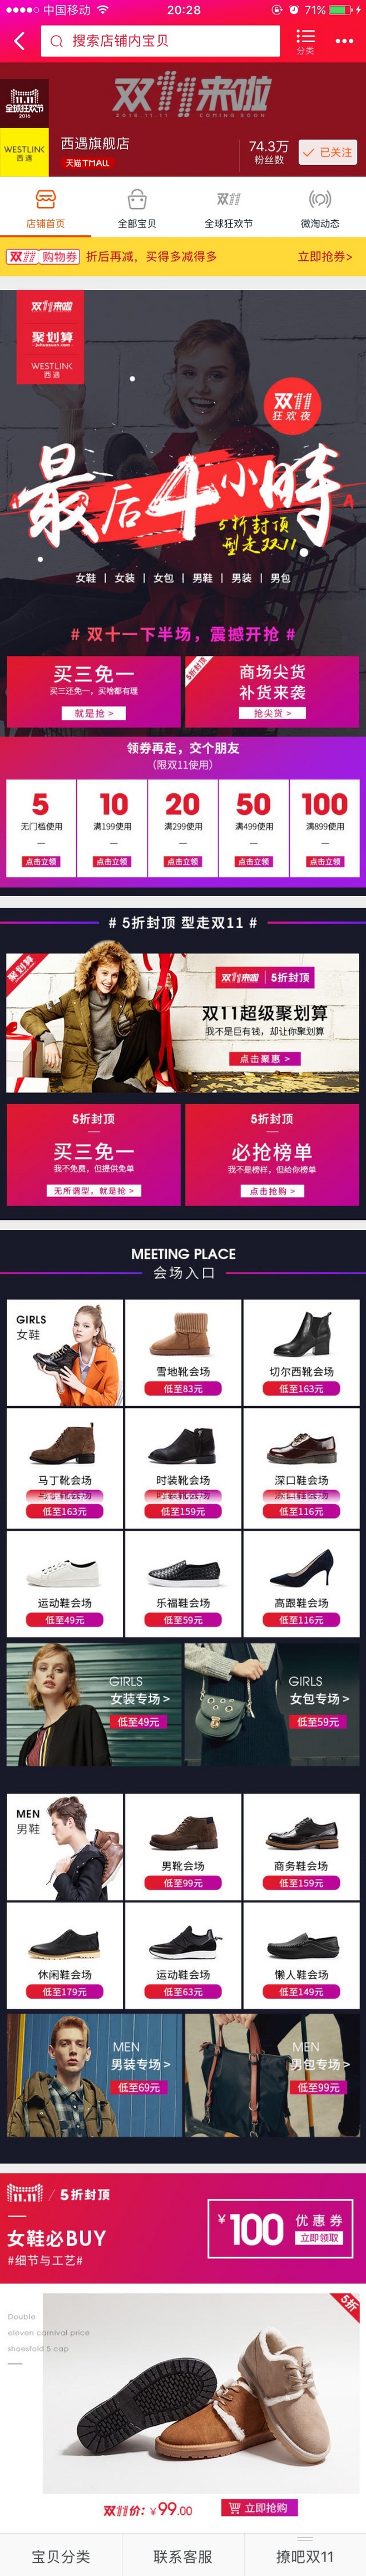 中国移动
20:28
71%
搜索店铺内宝贝
分类
双11来啦
2016.11.11 COMING SOON
11.11
全球狂欢节
2016
WESTLINK
西遇
西遇旗舰店
天猫TMALL
74.3万
粉丝数
已关注
店铺首页
全部宝贝
双11
全球狂欢节
微淘动态
双11 购物券 折后再减，买得多减得多
立即抢券>
双11来啦
聚划算
WESTLINK
西遇
双11
狂欢夜
最后4小時
5折封顶
型走双11
女鞋 | 女装 | 女包 | 男鞋 | 男装 | 男包
# 双十一下半场，震撼开抢 #
买三免一
买三还免一，买啥都有理
就是抢 >
5折封顶
商场尖货
补货来袭
抢尖货 >
领券再走，交个朋友
（限双11使用）
5
无门槛使用
点击立领
10
满199使用
点击立领
20
满299使用
点击立领
50
满499使用
点击立领
100
满899使用
点击立领
# 5折封顶 型走双11 #
聚划算
双11来啦 5折封顶
双11超级聚划算
我不是巨有钱，却让你聚划算
点击聚惠 >
5折封顶
买三免一
我不免费，但提供免单
无所谓型，就是抢 >
5折封顶
必抢榜单
我不是榜样，但给你榜单
点击抢购 >
MEETING PLACE
会场入口
GIRLS
女鞋
雪地靴会场
低至83元
切尔西靴会场
低至163元
马丁靴会场
低至163元
时装靴会场
低至159元
深口鞋会场
低至116元
运动鞋会场
低至49元
乐福鞋会场
低至59元
高跟鞋会场
低至116元
GIRLS
女装专场 >
低至49元
GIRLS
女包专场 >
低至59元
MEN
男鞋
男靴会场
低至99元
商务鞋会场
低至159元
休闲鞋会场
低至179元
运动鞋会场
低至63元
懒人鞋会场
低至149元
MEN
男装专场 >
低至69元
MEN
男包专场 >
低至99元
11.11 / 5折封顶
女鞋必BUY
#细节与工艺#
¥100 优惠券
立即领取
Double
eleven carnival price
shoesfold 5 cap
5折
双11价: ¥99.00
立即抢购
宝贝分类
联系客服
撩吧双11